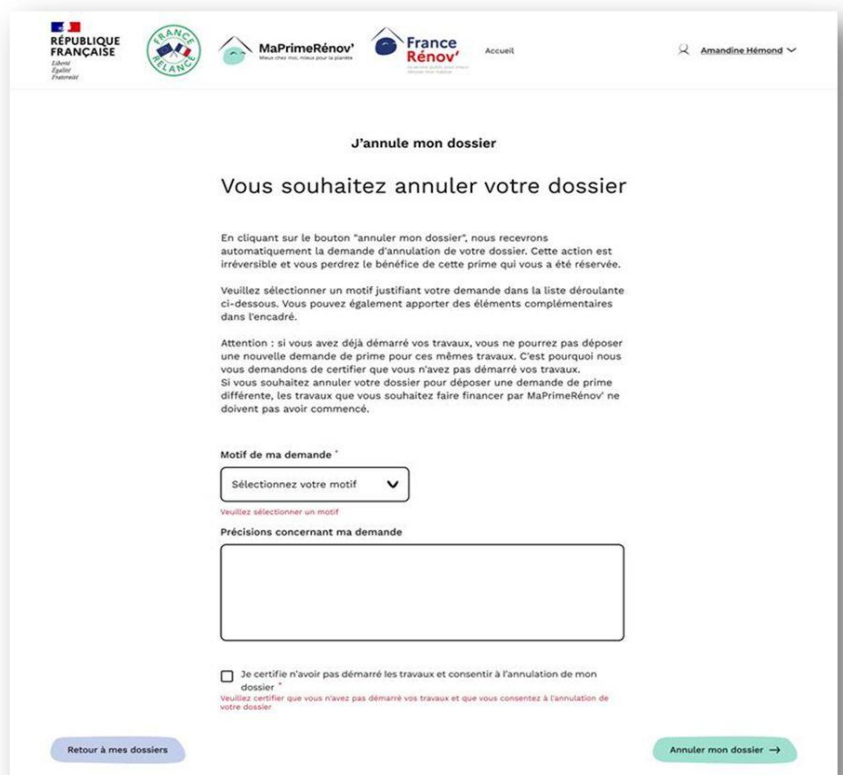 RÉPUBLIQUE
FRANÇAISE
Liberté
Égalité
Fraternité
FRANCE
RELANCE
MaPrimeRénov'
Mieux chez moi, mieux pour la planète
France
Rénov'
Accueil
Amandine Hémond
J'annule mon dossier
Vous souhaitez annuler votre dossier
En cliquant sur le bouton "annuler mon dossier", nous recevrons
automatiquement la demande d'annulation de votre dossier. Cette action est
irréversible et vous perdrez le bénéfice de cette prime qui vous a été réservée.
Veuillez sélectionner un motif justifiant votre demande dans la liste déroulante
ci-dessous. Vous pouvez également apporter des éléments complémentaires
dans l'encadré.
Attention : si vous avez déjà démarré vos travaux, vous ne pourrez pas déposer
une nouvelle demande de prime pour ces mêmes travaux. C'est pourquoi nous
vous demandons de certifier que vous n'avez pas démarré vos travaux.
Si vous souhaitez annuler votre dossier pour déposer une demande de prime
différente, les travaux que vous souhaitez faire financer par MaPrimeRénov' ne
doivent pas avoir commencé.
Motif de ma demande *
Sélectionnez votre motif
Veuillez sélectionner un motif
Précisions concernant ma demande
Je certifie n'avoir pas démarré les travaux et consentir à l'annulation de mon
dossier *
Veuillez certifier que vous n'avez pas démarré vos travaux et que vous consentez à l'annulation de
votre dossier
Retour à mes dossiers
Annuler mon dossier →